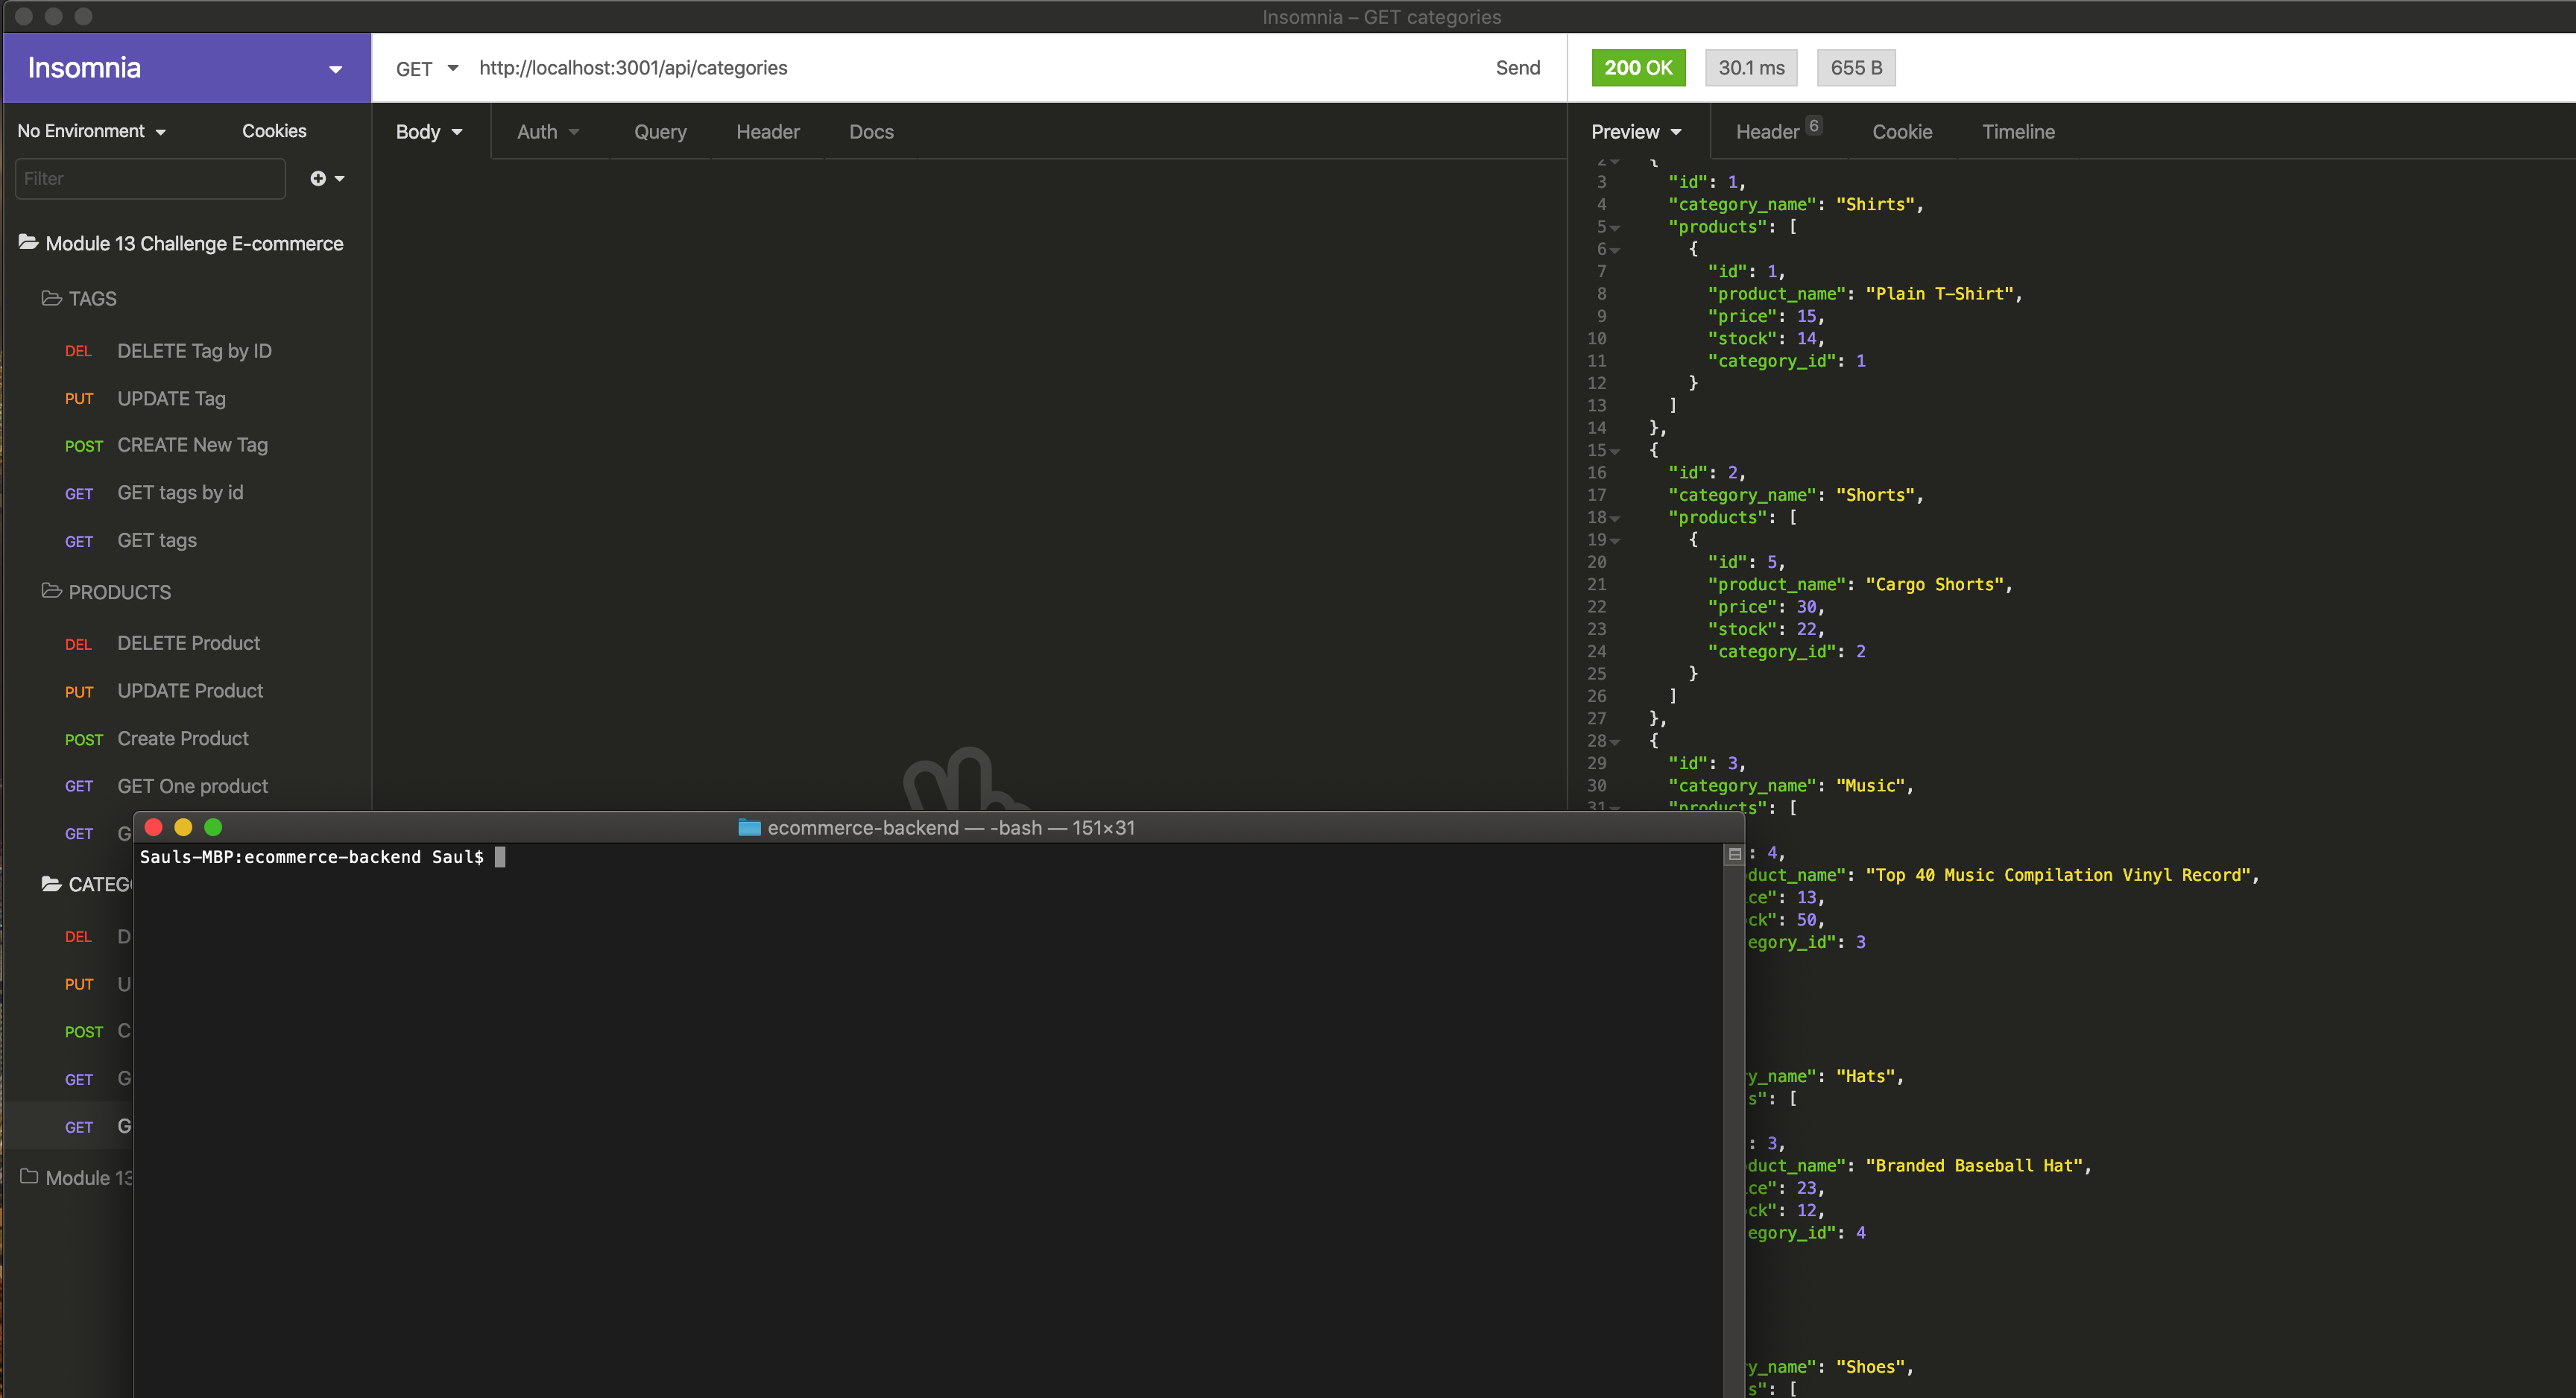 Insomnia – GET categories
Insomnia
GET http://localhost:3001/api/categories Send
200 OK 30.1 ms 655 B
No Environment Cookies
Body Auth Query Header Docs
Preview Header 6 Cookie Timeline
Filter
Module 13 Challenge E-commerce
TAGS
DEL DELETE Tag by ID
PUT UPDATE Tag
POST CREATE New Tag
GET GET tags by id
GET GET tags
PRODUCTS
DEL DELETE Product
PUT UPDATE Product
POST Create Product
GET GET One product
GET G
CATEG
DEL D
PUT U
POST C
GET G
GET G
Module 13
2 {
3 "id": 1,
4 "category_name": "Shirts",
5 "products": [
6 {
7 "id": 1,
8 "product_name": "Plain T-Shirt",
9 "price": 15,
10 "stock": 14,
11 "category_id": 1
12 }
13 ]
14 },
15 {
16 "id": 2,
17 "category_name": "Shorts",
18 "products": [
19 {
20 "id": 5,
21 "product_name": "Cargo Shorts",
22 "price": 30,
23 "stock": 22,
24 "category_id": 2
25 }
26 ]
27 },
28 {
29 "id": 3,
30 "category_name": "Music",
31 "products": [
: 4,
duct_name": "Top 40 Music Compilation Vinyl Record",
ce": 13,
ck": 50,
egory_id": 3
y_name": "Hats",
s": [
: 3,
duct_name": "Branded Baseball Hat",
ce": 23,
ck": 12,
egory_id": 4
y_name": "Shoes",
s": [
ecommerce-backend — -bash — 151×31
Sauls-MBP:ecommerce-backend Saul$